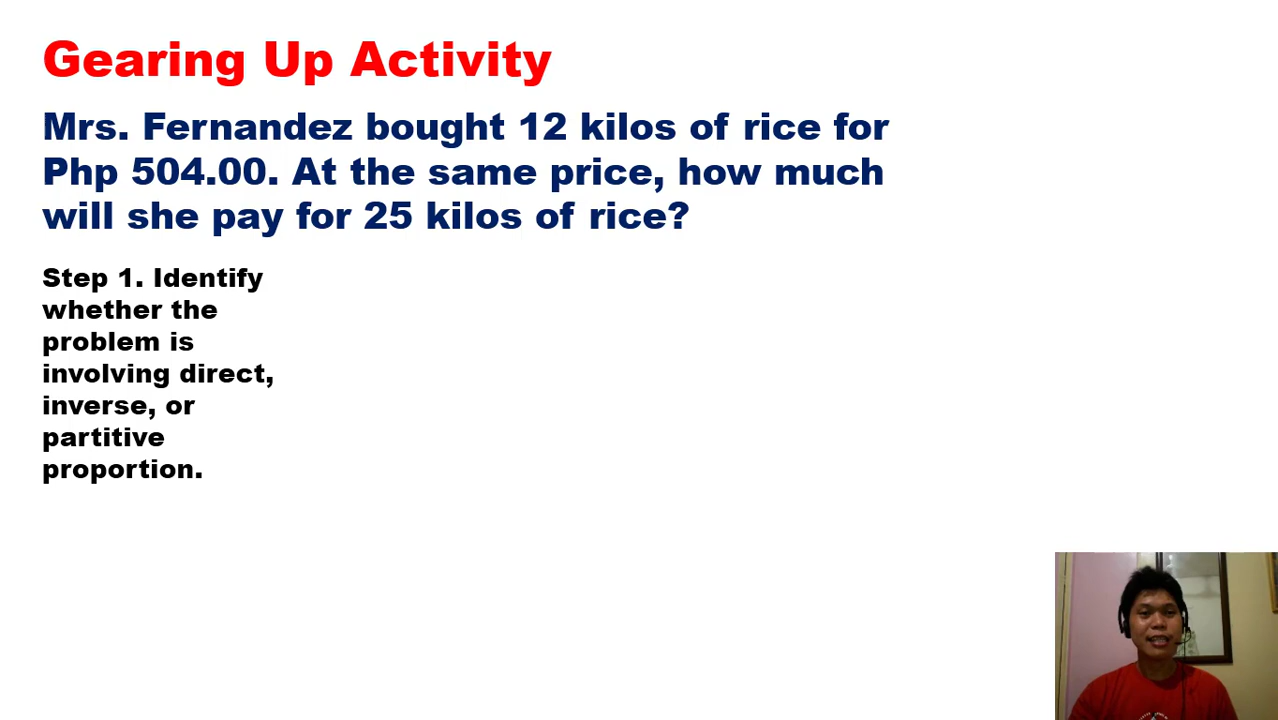 Gearing Up Activity
Mrs. Fernandez bought 12 kilos of rice for
Php 504.00. At the same price, how much
will she pay for 25 kilos of rice?
Step 1. Identify
whether the
problem is
involving direct,
inverse, or
partitive
proportion.